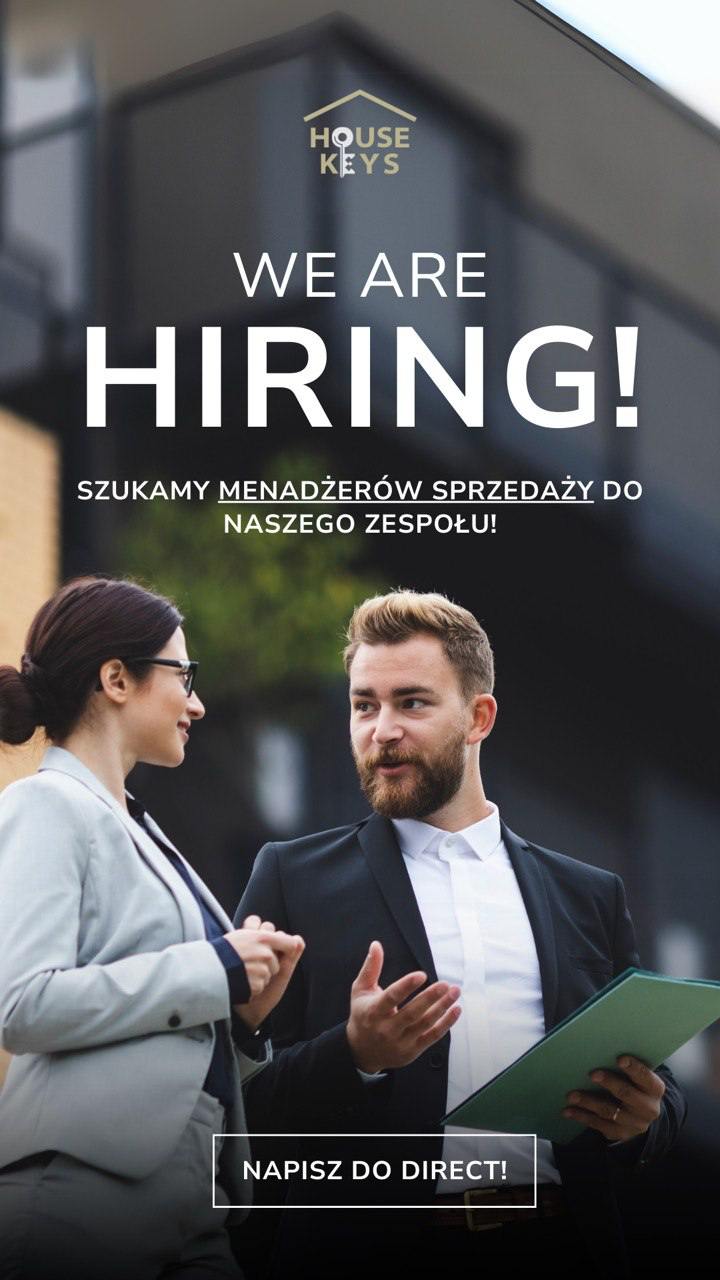 HOUSE
KEYS
WE ARE
HIRING!
SZUKAMY MENADŻERÓW SPRZEDAŻY DO
NASZEGO ZESPOŁU!
NAPISZ DO DIRECT!